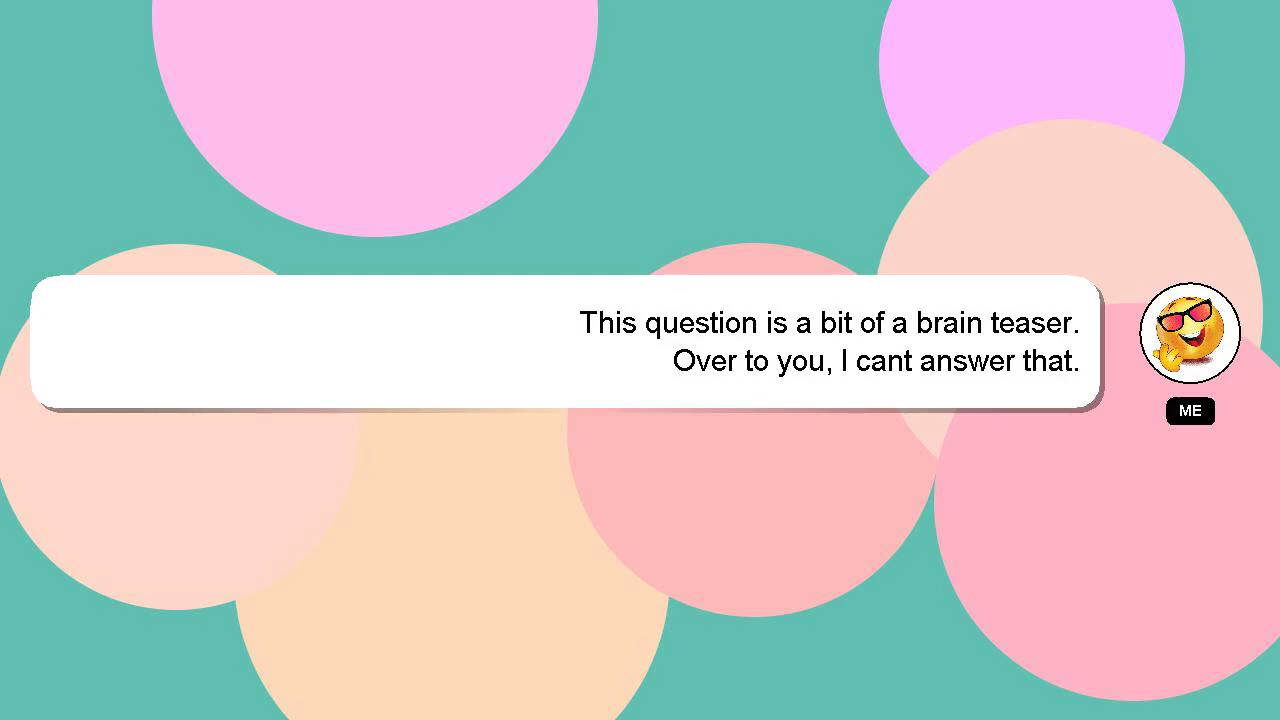 This question is a bit of a brain teaser.
Over to you, I cant answer that.
ME